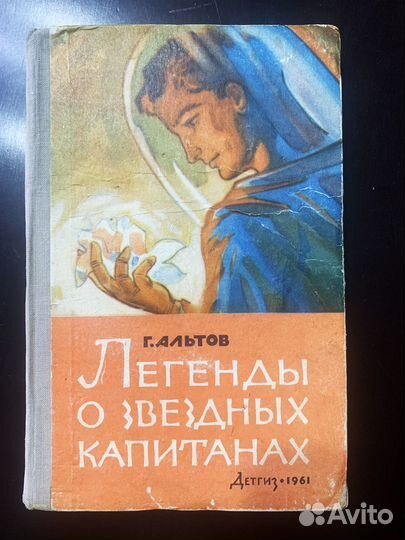 Г. АЛЬТОВ
ЛЕГЕНДЫ
О ЗВЕЗДНЫХ
КАПИТАНАХ
ДЕТГИЗ • 1961
Avito